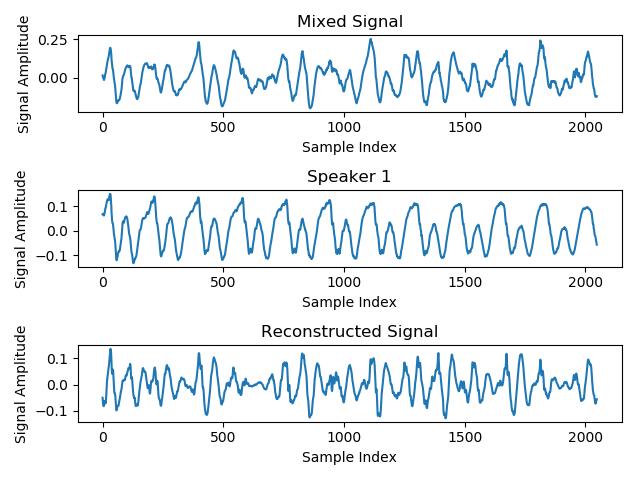 Mixed Signal
Signal Amplitude
0.25
0.00
0 500 1000 1500 2000
Sample Index
Speaker 1
Signal Amplitude
0.1
0.0
−0.1
0 500 1000 1500 2000
Sample Index
Reconstructed Signal
Signal Amplitude
0.1
0.0
−0.1
0 500 1000 1500 2000
Sample Index